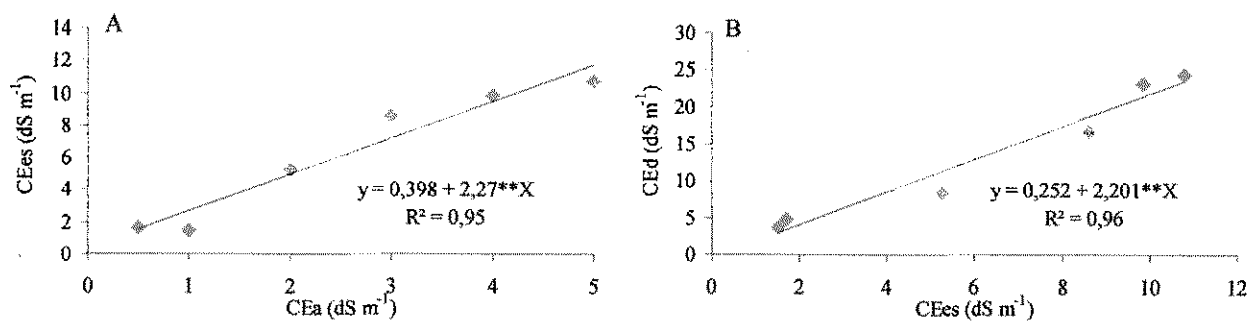 A
14
12
10
8
6
4
2
0
CEes (dS m⁻¹)
y = 0,398 + 2,27**X
R² = 0,95
0 1 2 3 4 5
CEa (dS m⁻¹)
B
30
25
20
15
10
5
0
CEd (dS m⁻¹)
y = 0,252 + 2,201**X
R² = 0,96
0 2 4 6 8 10 12
CEes (dS m⁻¹)